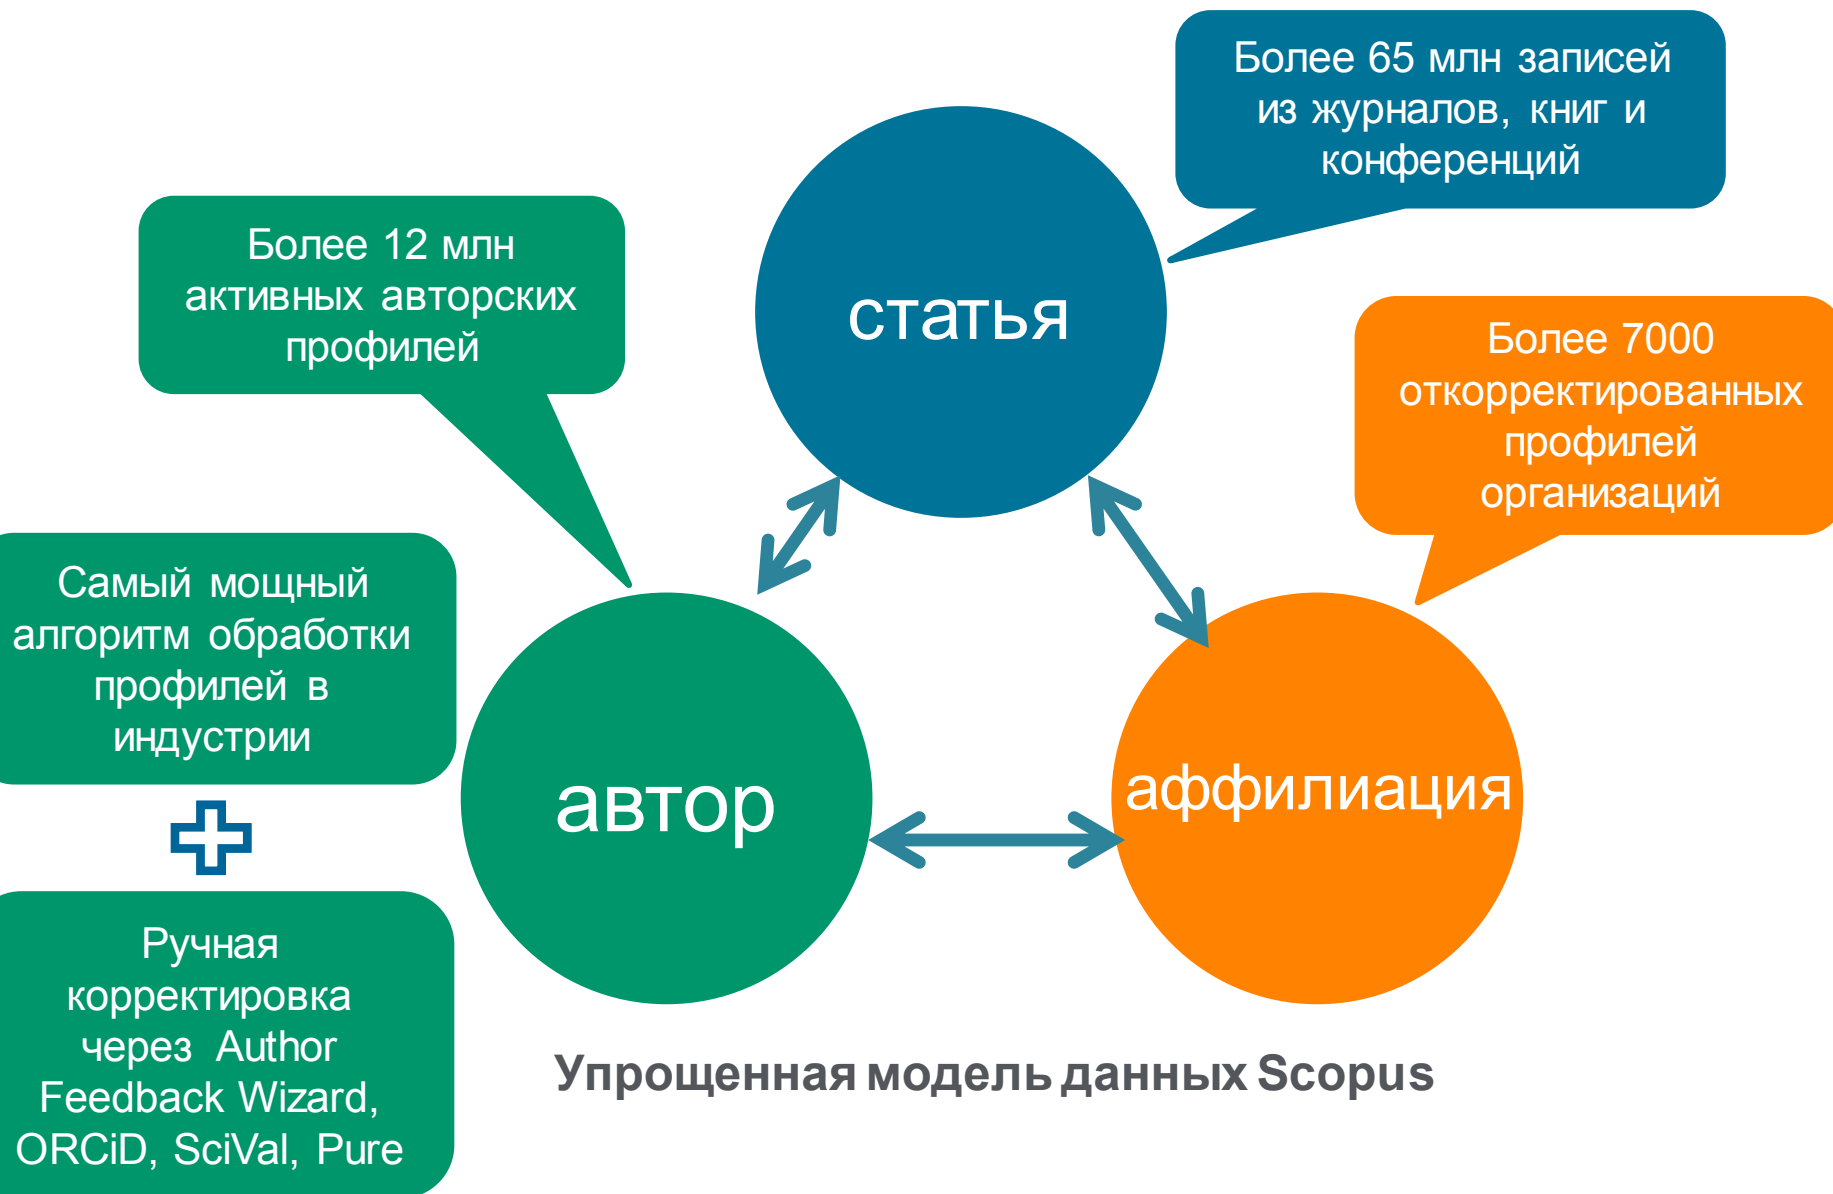 Более 65 млн записей
из журналов, книг и
конференций
статья
Более 12 млн
активных авторских
профилей
Более 7000
откорректированных
профилей
организаций
Самый мощный
алгоритм обработки
профилей в
индустрии
автор
аффилиация
Ручная
корректировка
через Author
Feedback Wizard,
ORCiD, SciVal, Pure
Упрощенная модель данных Scopus